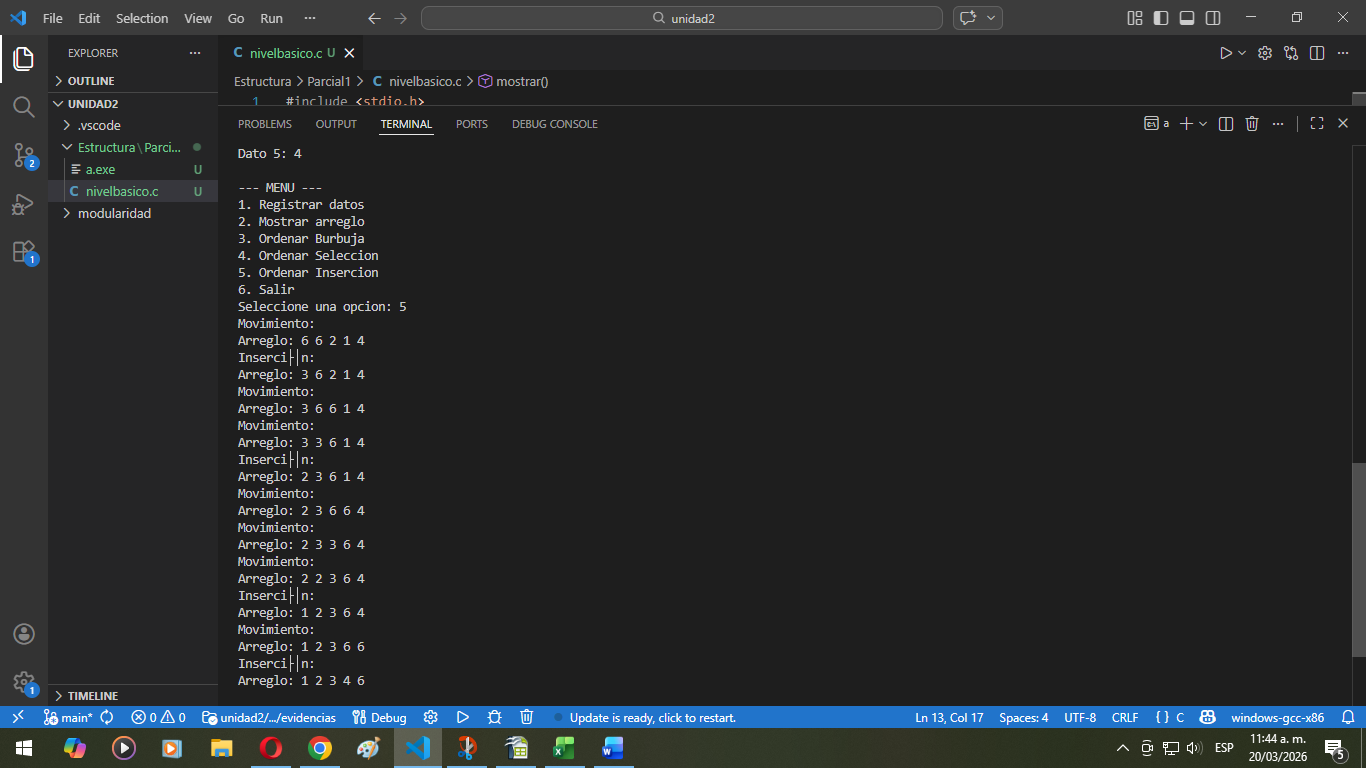 File Edit Selection View Go Run ··· unidad2
EXPLORER ···
OUTLINE
UNIDAD2
.vscode
Estructura \ Parci...
a.exe U
nivelbasico.c U
modularidad
TIMELINE
2
1
1
C nivelbasico.c U
Estructura > Parcial1 > C nivelbasico.c > mostrar()
1 #include <stdio.h>
PROBLEMS OUTPUT TERMINAL PORTS DEBUG CONSOLE a
Dato 5: 4
--- MENU ---
1. Registrar datos
2. Mostrar arreglo
3. Ordenar Burbuja
4. Ordenar Seleccion
5. Ordenar Insercion
6. Salir
Seleccione una opcion: 5
Movimiento:
Arreglo: 6 6 2 1 4
Inserci├│n:
Arreglo: 3 6 2 1 4
Movimiento:
Arreglo: 3 6 6 1 4
Movimiento:
Arreglo: 3 3 6 1 4
Inserci├│n:
Arreglo: 2 3 6 1 4
Movimiento:
Arreglo: 2 3 6 6 4
Movimiento:
Arreglo: 2 3 3 6 4
Movimiento:
Arreglo: 2 2 3 6 4
Inserci├│n:
Arreglo: 1 2 3 6 4
Movimiento:
Arreglo: 1 2 3 6 6
Inserci├│n:
Arreglo: 1 2 3 4 6
main* 0 0 unidad2/.../evidencias Debug Update is ready, click to restart. Ln 13, Col 17 Spaces: 4 UTF-8 CRLF { } C windows-gcc-x86
ESP 11:44 a. m.
20/03/2026
5